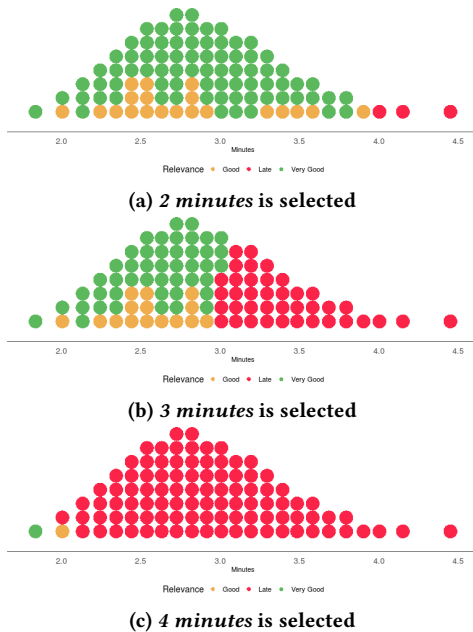 2.0 2.5 3.0 3.5 4.0 4.5
Minutes
Relevance Good Late Very Good
(a) 2 minutes is selected
2.0 2.5 3.0 3.5 4.0 4.5
Minutes
Relevance Good Late Very Good
(b) 3 minutes is selected
2.0 2.5 3.0 3.5 4.0 4.5
Minutes
Relevance Good Late Very Good
(c) 4 minutes is selected